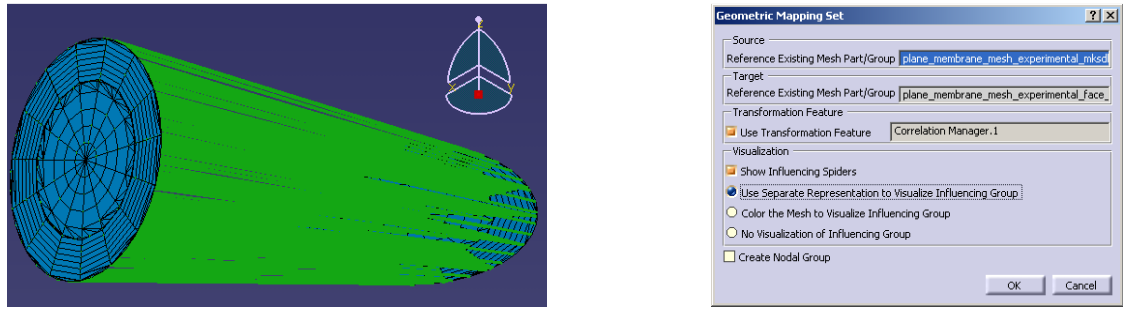 Geometric Mapping Set
Source
Reference Existing Mesh Part/Group plane_membrane_mesh_experimental_mksdl
Target
Reference Existing Mesh Part/Group plane_membrane_mesh_experimental_face_
Transformation Feature
Use Transformation Feature Correlation Manager.1
Visualization
Show Influencing Spiders
Use Separate Representation to Visualize Influencing Group
Color the Mesh to Visualize Influencing Group
No Visualization of Influencing Group
Create Nodal Group
OK Cancel